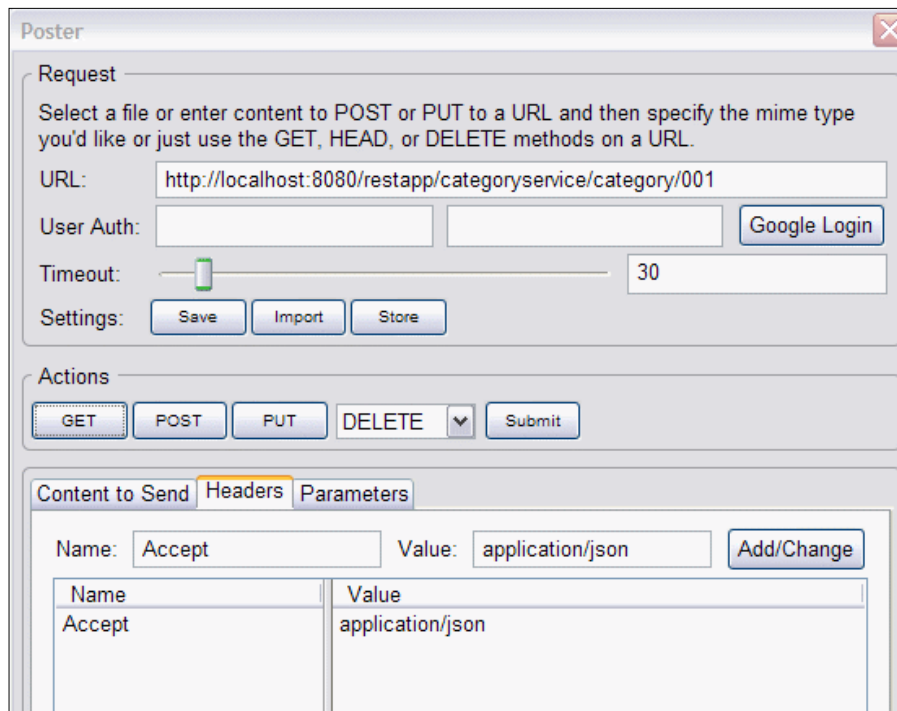 Poster
Request
Select a file or enter content to POST or PUT to a URL and then specify the mime type
you'd like or just use the GET, HEAD, or DELETE methods on a URL.
URL: http://localhost:8080/restapp/categoryservice/category/001
User Auth: Google Login
Timeout: 30
Settings: Save Import Store
Actions
GET POST PUT DELETE Submit
Content to Send Headers Parameters
Name: Accept Value: application/json Add/Change
Name Value
Accept application/json